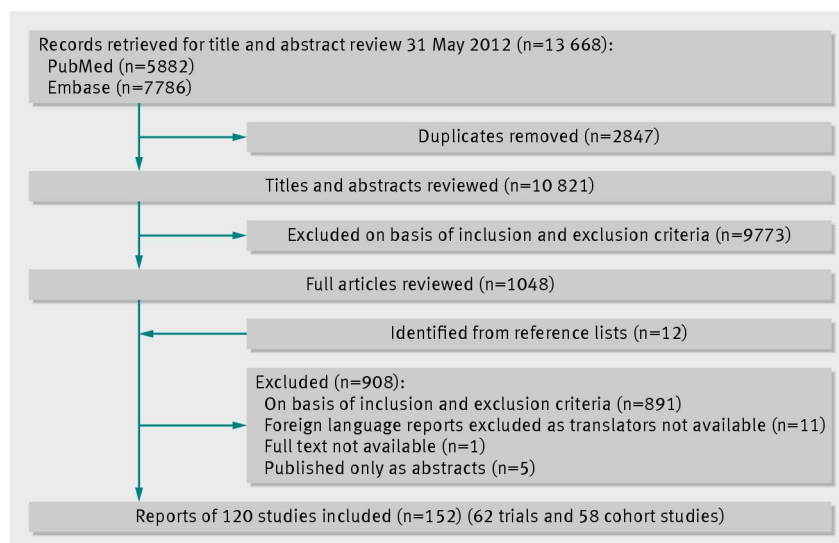 Records retrieved for title and abstract review 31 May 2012 (n=13 668):
PubMed (n=5882)
Embase (n=7786)
Duplicates removed (n=2847)
Titles and abstracts reviewed (n=10 821)
Excluded on basis of inclusion and exclusion criteria (n=9773)
Full articles reviewed (n=1048)
Identified from reference lists (n=12)
Excluded (n=908):
On basis of inclusion and exclusion criteria (n=891)
Foreign language reports excluded as translators not available (n=11)
Full text not available (n=1)
Published only as abstracts (n=5)
Reports of 120 studies included (n=152) (62 trials and 58 cohort studies)